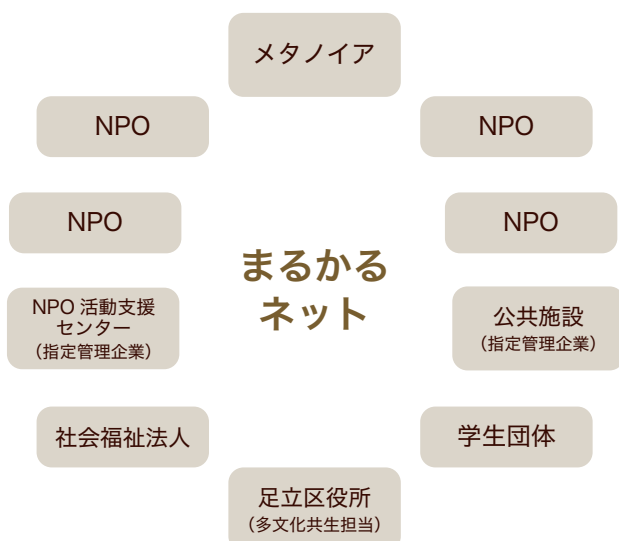 メタノイア
NPO
NPO
NPO
NPO
まるかる
ネット
NPO 活動支援
センター
（指定管理企業）
公共施設
（指定管理企業）
社会福祉法人
学生団体
足立区役所
（多文化共生担当）